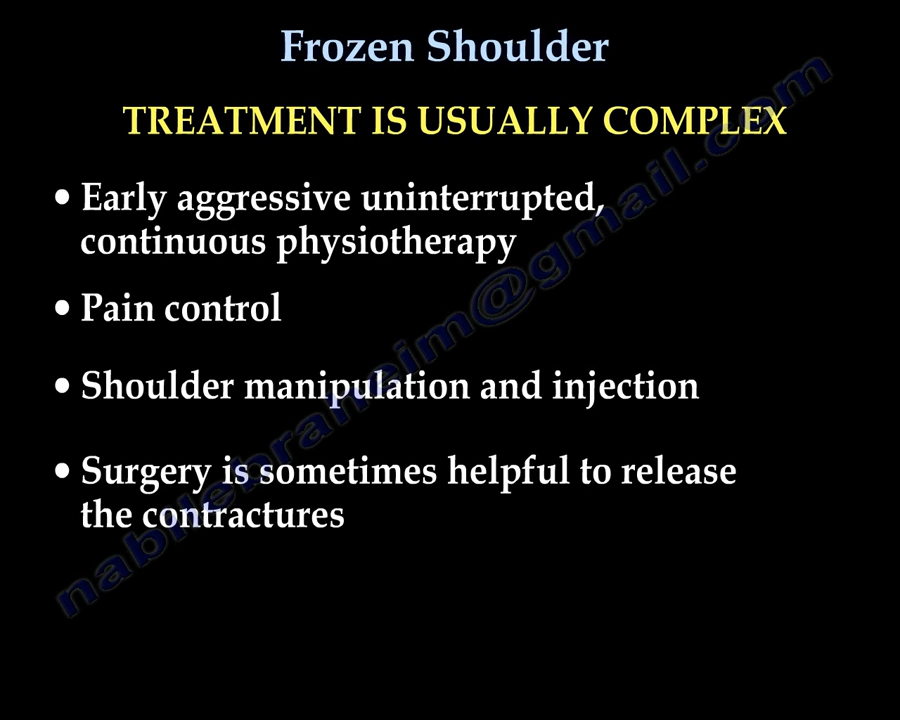 Frozen Shoulder
TREATMENT IS USUALLY COMPLEX
• Early aggressive uninterrupted,
continuous physiotherapy
• Pain control
• Shoulder manipulation and injection
• Surgery is sometimes helpful to release
the contractures
nabilebraheim@gmail.com